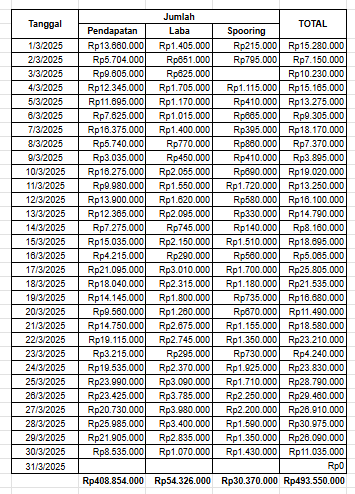 Tanggal Jumlah TOTAL
Pendapatan Laba Spooring
1/3/2025 Rp13.660.000 Rp1.405.000 Rp215.000 Rp15.280.000
2/3/2025 Rp5.704.000 Rp651.000 Rp795.000 Rp7.150.000
3/3/2025 Rp9.605.000 Rp625.000 Rp10.230.000
4/3/2025 Rp12.345.000 Rp1.705.000 Rp1.115.000 Rp15.165.000
5/3/2025 Rp11.695.000 Rp1.170.000 Rp410.000 Rp13.275.000
6/3/2025 Rp7.625.000 Rp1.015.000 Rp665.000 Rp9.305.000
7/3/2025 Rp16.375.000 Rp1.400.000 Rp395.000 Rp18.170.000
8/3/2025 Rp5.740.000 Rp770.000 Rp860.000 Rp7.370.000
9/3/2025 Rp3.035.000 Rp450.000 Rp410.000 Rp3.895.000
10/3/2025 Rp16.275.000 Rp2.055.000 Rp690.000 Rp19.020.000
11/3/2025 Rp9.980.000 Rp1.550.000 Rp1.720.000 Rp13.250.000
12/3/2025 Rp13.900.000 Rp1.620.000 Rp580.000 Rp16.100.000
13/3/2025 Rp12.365.000 Rp2.095.000 Rp330.000 Rp14.790.000
14/3/2025 Rp7.275.000 Rp745.000 Rp140.000 Rp8.160.000
15/3/2025 Rp15.035.000 Rp2.150.000 Rp1.510.000 Rp18.695.000
16/3/2025 Rp4.215.000 Rp290.000 Rp560.000 Rp5.065.000
17/3/2025 Rp21.095.000 Rp3.010.000 Rp1.700.000 Rp25.805.000
18/3/2025 Rp18.040.000 Rp2.315.000 Rp1.180.000 Rp21.535.000
19/3/2025 Rp14.145.000 Rp1.800.000 Rp735.000 Rp16.680.000
20/3/2025 Rp9.560.000 Rp1.260.000 Rp670.000 Rp11.490.000
21/3/2025 Rp14.750.000 Rp2.675.000 Rp1.155.000 Rp18.580.000
22/3/2025 Rp19.115.000 Rp2.745.000 Rp1.350.000 Rp23.210.000
23/3/2025 Rp3.215.000 Rp295.000 Rp730.000 Rp4.240.000
24/3/2025 Rp19.535.000 Rp2.370.000 Rp1.925.000 Rp23.830.000
25/3/2025 Rp23.990.000 Rp3.090.000 Rp1.710.000 Rp28.790.000
26/3/2025 Rp23.425.000 Rp3.785.000 Rp2.250.000 Rp29.460.000
27/3/2025 Rp20.730.000 Rp3.980.000 Rp2.200.000 Rp26.910.000
28/3/2025 Rp25.985.000 Rp3.400.000 Rp1.590.000 Rp30.975.000
29/3/2025 Rp21.905.000 Rp2.835.000 Rp1.350.000 Rp26.090.000
30/3/2025 Rp8.535.000 Rp1.070.000 Rp1.430.000 Rp11.035.000
31/3/2025 Rp0
Rp408.854.000 Rp54.326.000 Rp30.370.000 Rp493.550.000